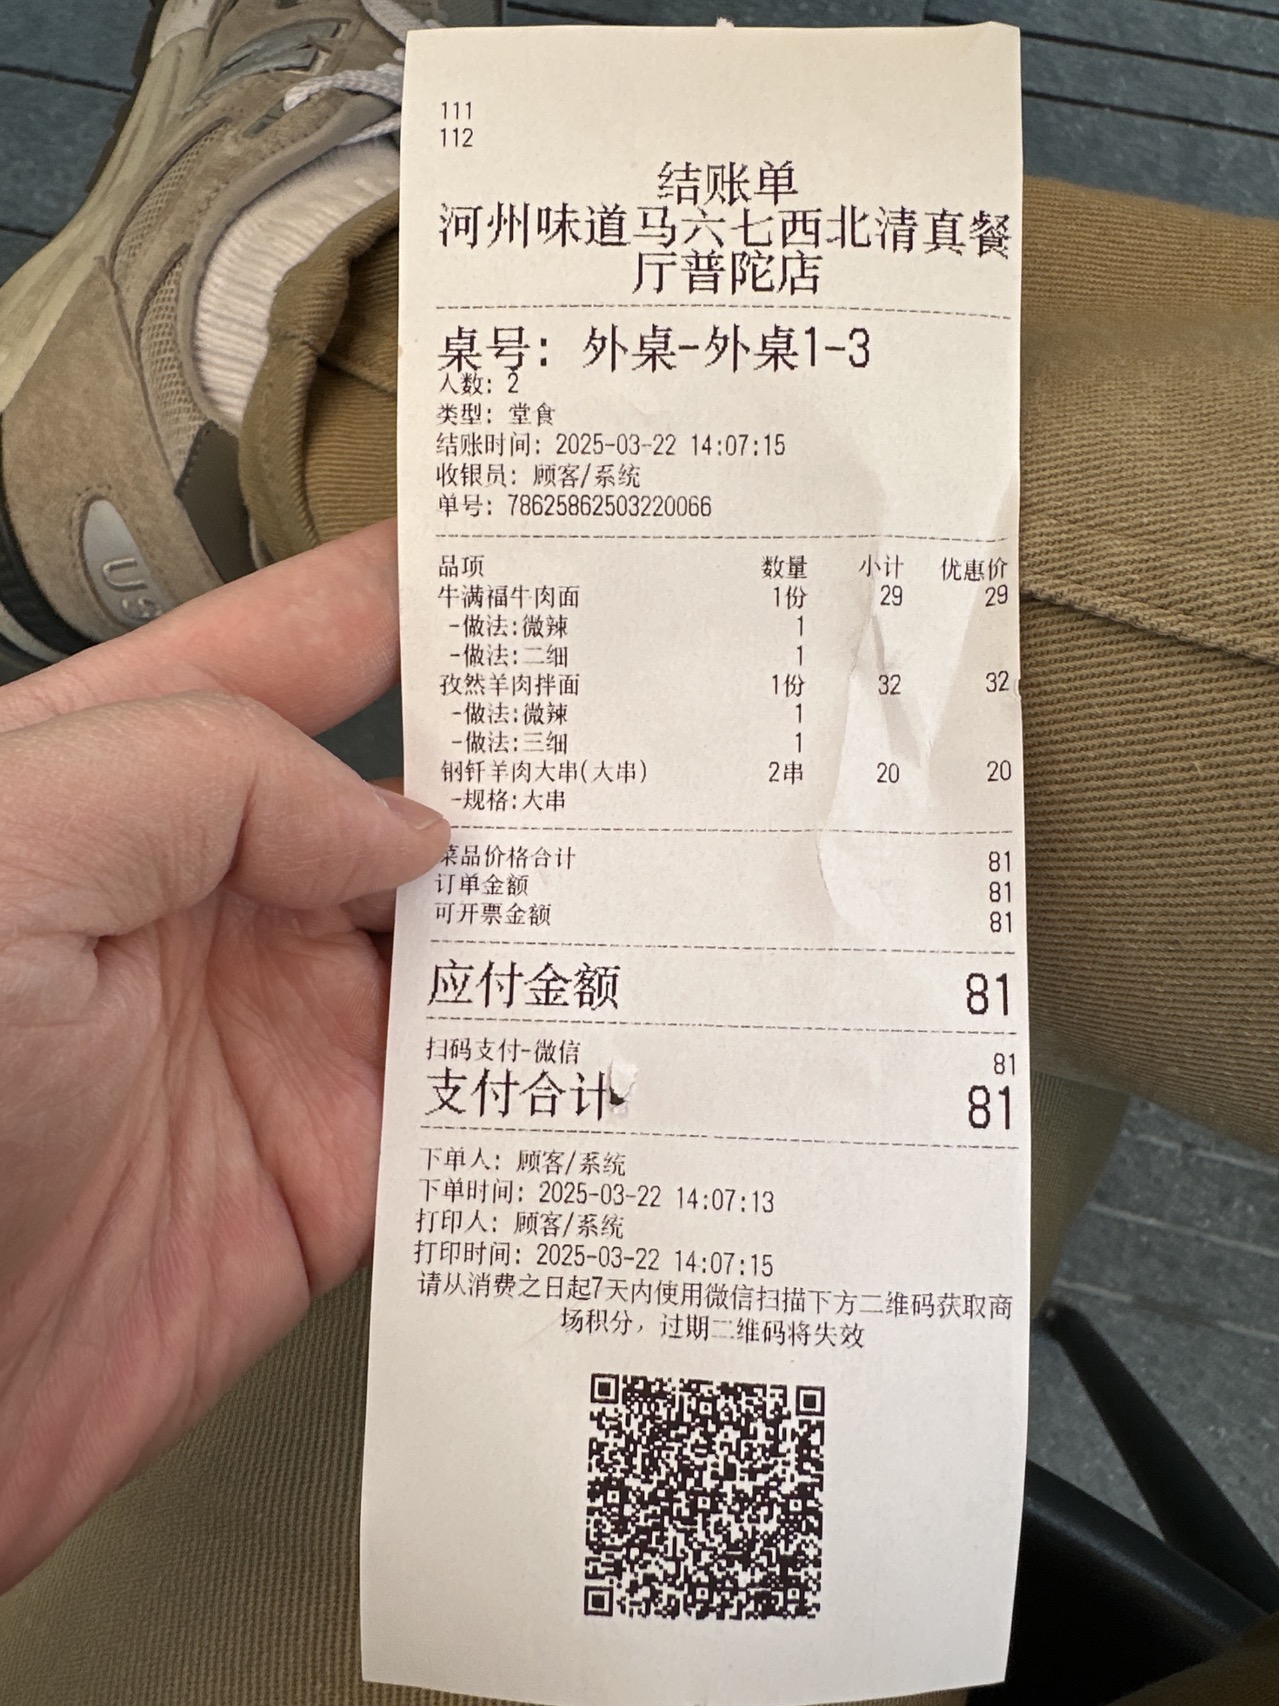 111
112
结账单
河州味道马六七西北清真餐
厅普陀店
桌号: 外桌-外桌1-3
人数: 2
类型: 堂食
结账时间: 2025-03-22 14:07:15
收银员: 顾客/系统
单号: 78625862503220066
品项 数量 小计 优惠价
牛满福牛肉面 1份 29 29
-做法:微辣 1
-做法:二细 1
孜然羊肉拌面 1份 32 32
-做法:微辣 1
-做法:三细 1
钢钎羊肉大串(大串) 2串 20 20
-规格:大串
菜品价格合计 81
订单金额 81
可开票金额 81
应付金额 81
扫码支付-微信 81
支付合计 81
下单人: 顾客/系统
下单时间: 2025-03-22 14:07:13
打印人: 顾客/系统
打印时间: 2025-03-22 14:07:15
请从消费之日起7天内使用微信扫描下方二维码获取商
场积分，过期二维码将失效